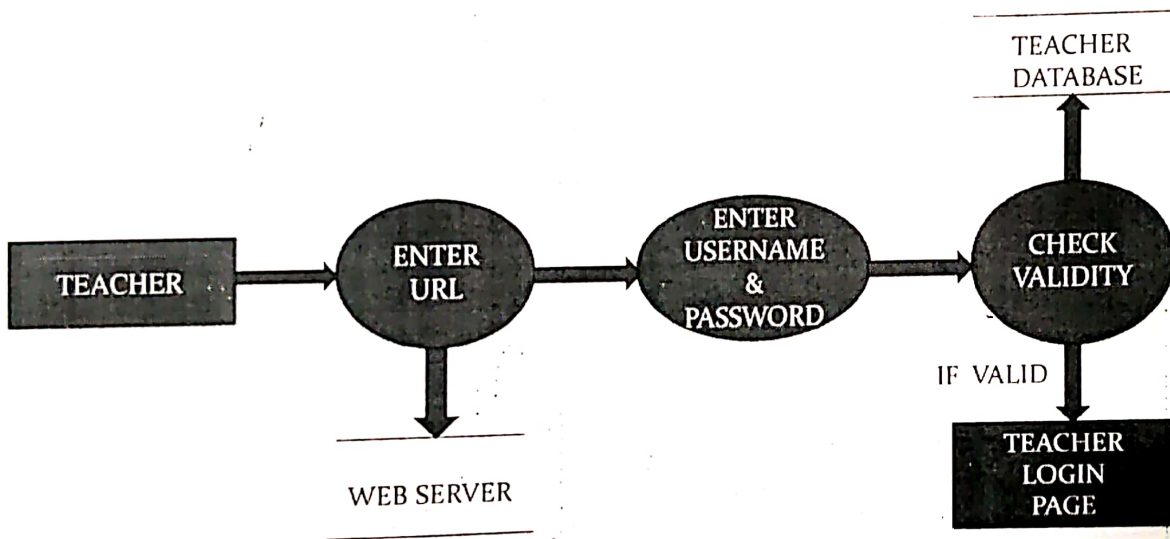 TEACHER
ENTER
URL
WEB SERVER
ENTER
USERNAME
&
PASSWORD
CHECK
VALIDITY
TEACHER
DATABASE
IF VALID
TEACHER
LOGIN
PAGE